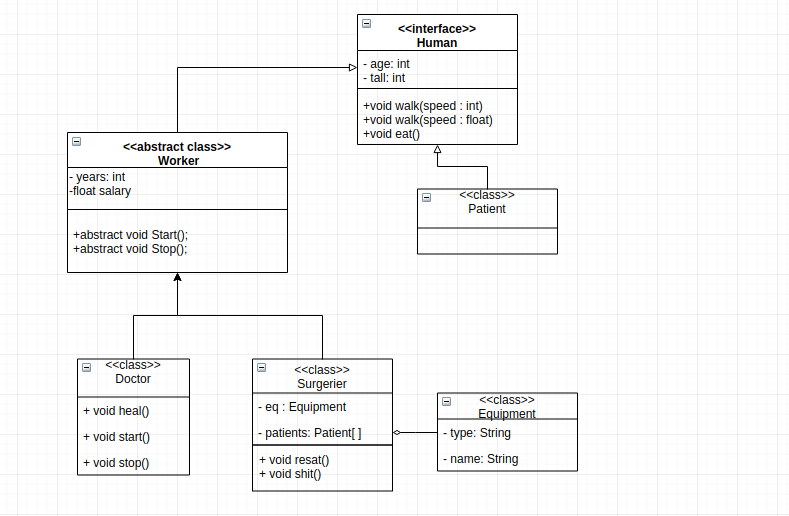 <<interface>>
Human
- age: int
- tall: int
+void walk(speed : int)
+void walk(speed : float)
+void eat()
<<abstract class>>
Worker
- years: int
-float salary
+abstract void Start();
+abstract void Stop();
<<class>>
Patient
<<class>>
Doctor
+ void heal()
+ void start()
+ void stop()
<<class>>
Surgerier
- eq : Equipment
- patients: Patient[ ]
+ void resat()
+ void shit()
<<class>>
Equipment
- type: String
- name: String